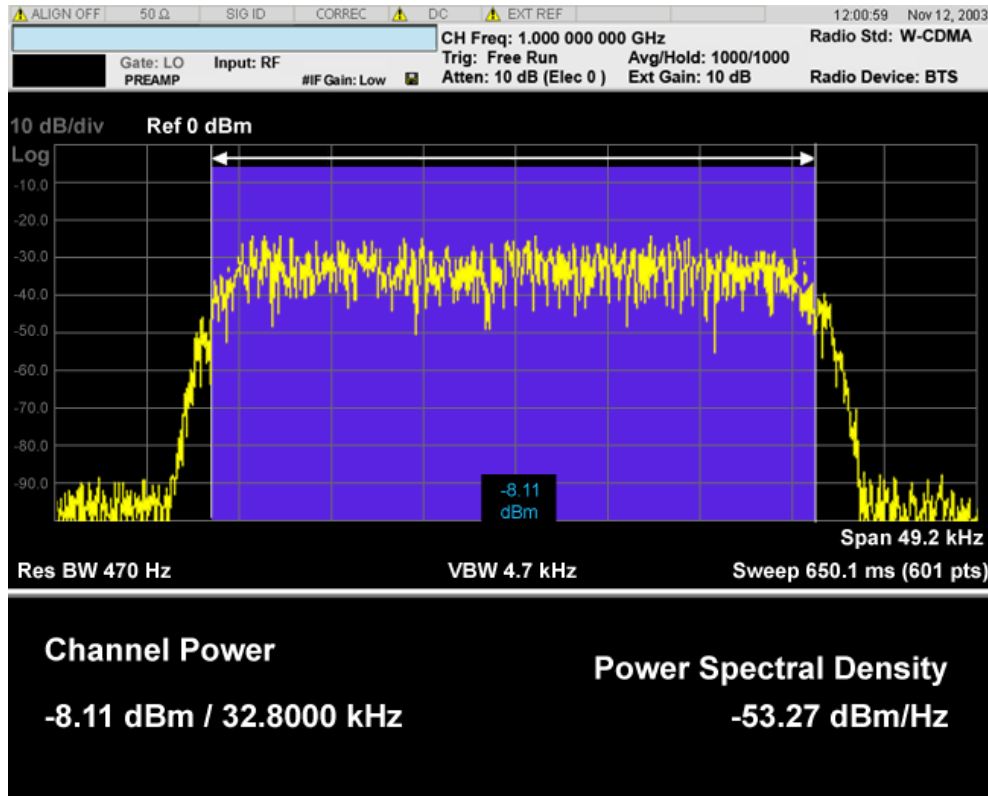 ALIGN OFF 50 Ω SIG ID CORREC DC EXT REF 12:00:59 Nov 12, 2003
CH Freq: 1.000 000 000 GHz Radio Std: W-CDMA
Gate: LO Input: RF Trig: Free Run Avg/Hold: 1000/1000
PREAMP #IF Gain: Low Atten: 10 dB (Elec 0 ) Ext Gain: 10 dB Radio Device: BTS
10 dB/div Ref 0 dBm
Log
-10.0
-20.0
-30.0
-40.0
-50.0
-60.0
-70.0
-80.0
-90.0
-8.11
dBm
Span 49.2 kHz
Res BW 470 Hz VBW 4.7 kHz Sweep 650.1 ms (601 pts)
Channel Power
Power Spectral Density
-8.11 dBm / 32.8000 kHz
-53.27 dBm/Hz